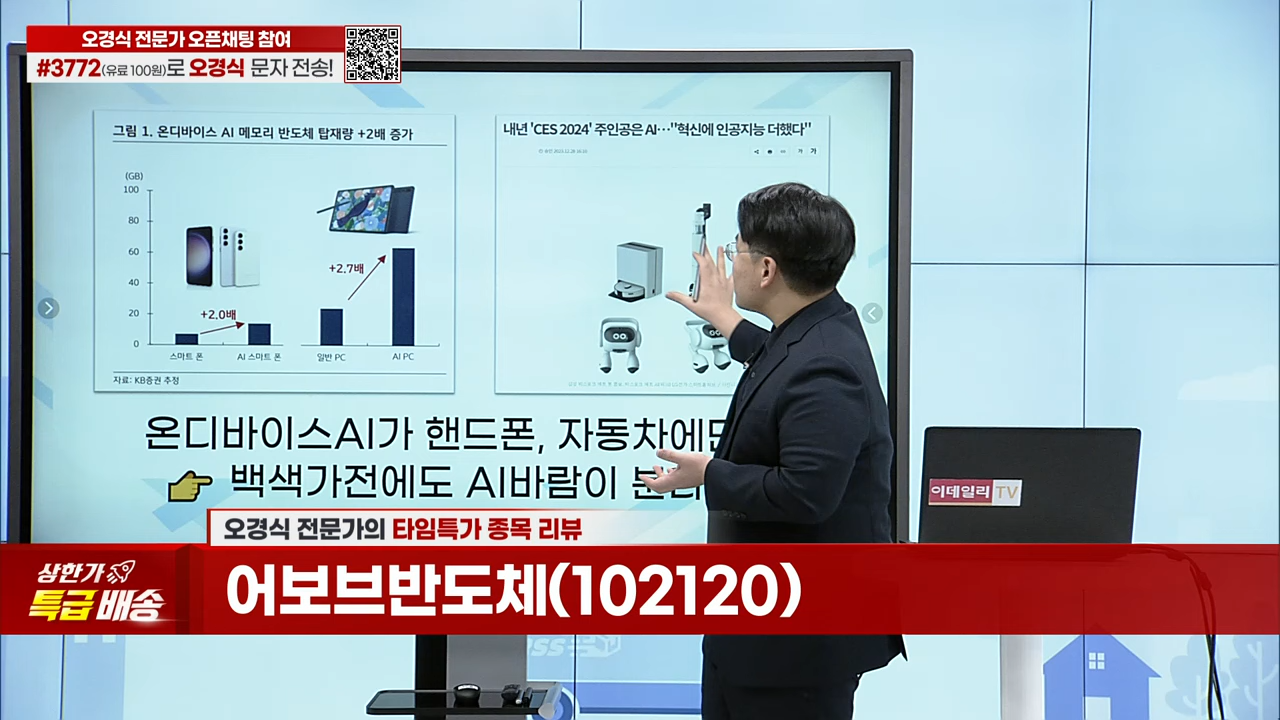 오경식 전문가 오픈채팅 참여
#3772(유료 100원)로 오경식 문자 전송!
그림 1. 온디바이스 AI 메모리 반도체 탑재량 +2배 증가
(GB)
100
80
60
40
20
0
+2.0배
+2.7배
스마트 폰
AI 스마트 폰
일반 PC
AI PC
자료: KB증권 추정
내년 'CES 2024' 주인공은 AI…"혁신에 인공지능 더했다"
가 가
온디바이스AI가 핸드폰, 자동차에
백색가전에도 AI바람이
이데일리TV
오경식 전문가의 타임특가 종목 리뷰
상한가
특급배송
어보브반도체(102120)